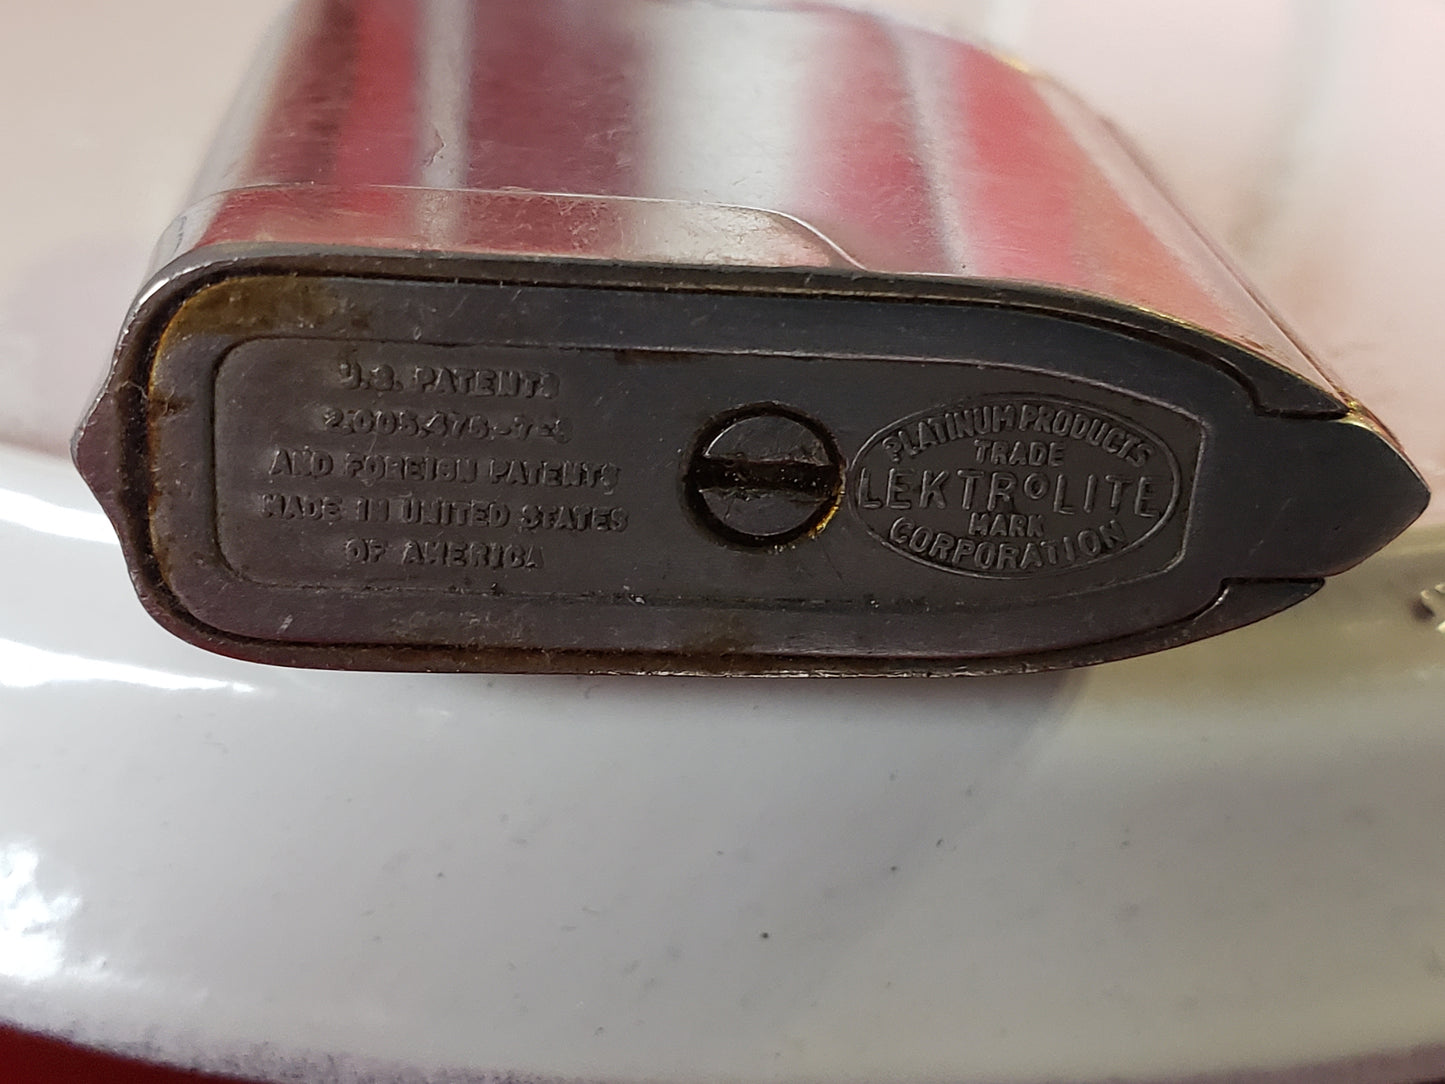 U.S. PATENTS
2,005,476-7-8
AND FOREIGN PATENTS
MADE IN UNITED STATES
OF AMERICA
PLATINUM PRODUCTS
TRADE
LEKTROLITE
MARK
CORPORATION